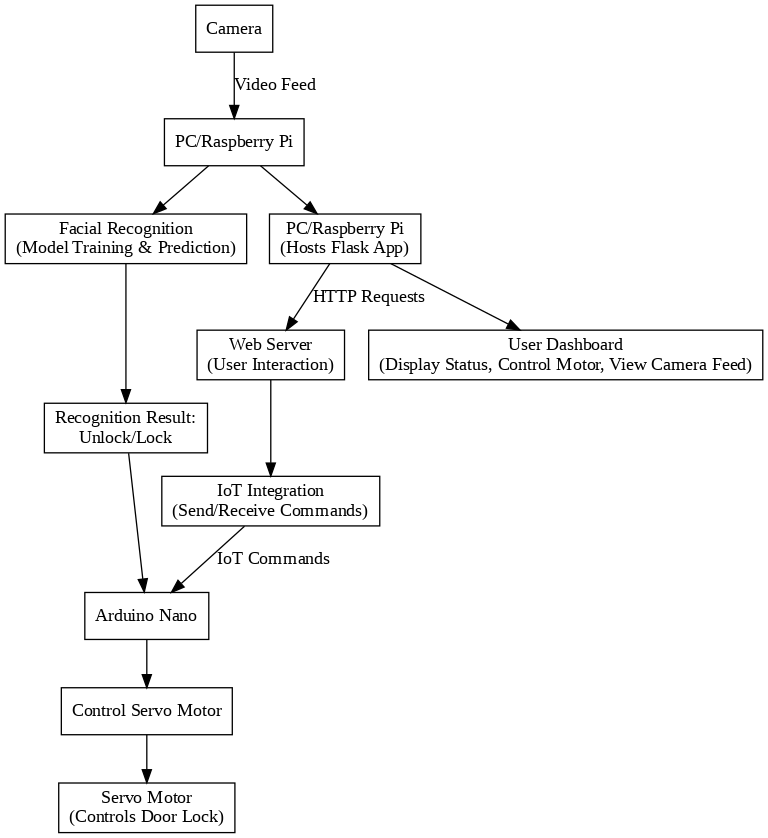 Camera
Video Feed
PC/Raspberry Pi
Facial Recognition
(Model Training & Prediction)
PC/Raspberry Pi
(Hosts Flask App)
HTTP Requests
Web Server
(User Interaction)
User Dashboard
(Display Status, Control Motor, View Camera Feed)
Recognition Result:
Unlock/Lock
IoT Integration
(Send/Receive Commands)
IoT Commands
Arduino Nano
Control Servo Motor
Servo Motor
(Controls Door Lock)